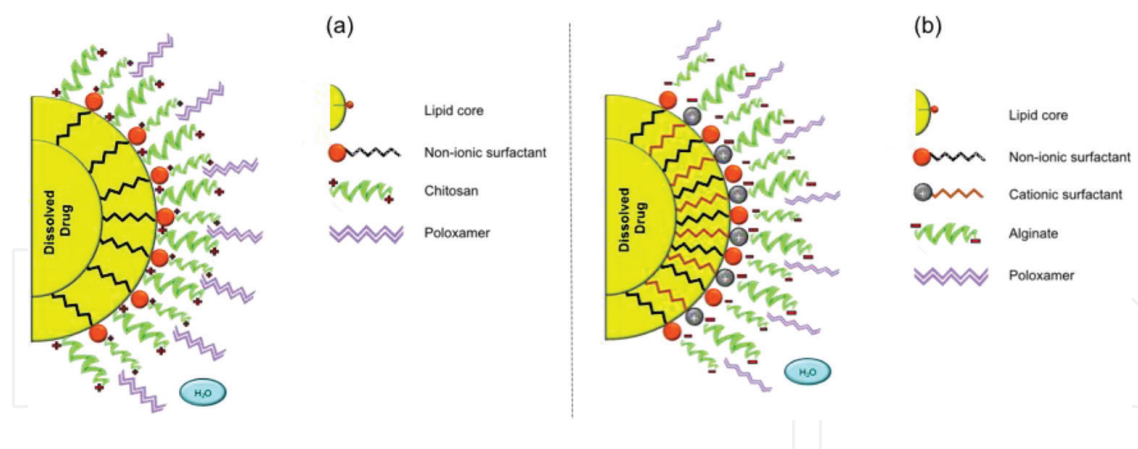 (a)
Lipid core
Non-ionic surfactant
Chitosan
Poloxamer
Dissolved
Drug
H₂O
(b)
Lipid core
Non-ionic surfactant
Cationic surfactant
Alginate
Poloxamer
Dissolved
Drug
H₂O